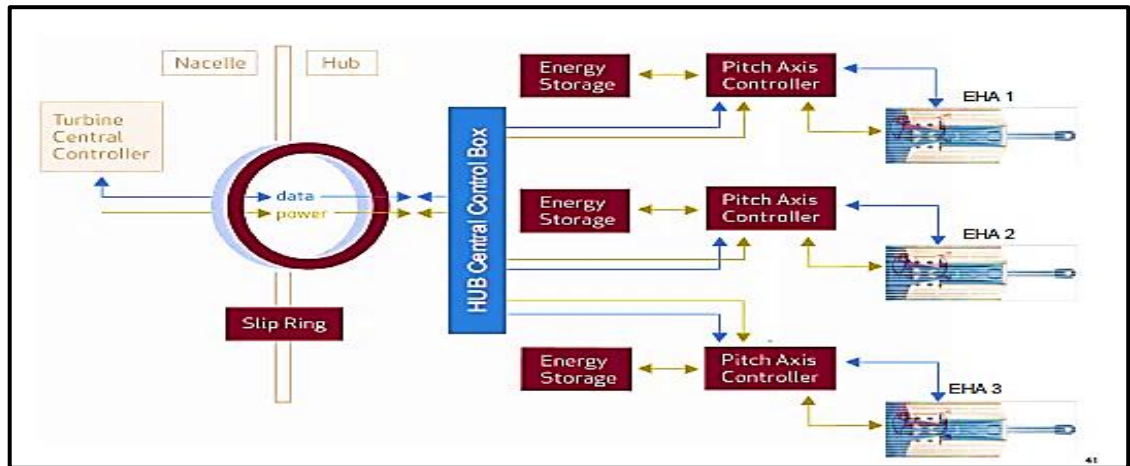 Nacelle
Hub
Turbine
Central
Controller
data
power
Slip Ring
HUB Central Control Box
Energy
Storage
Pitch Axis
Controller
EHA 1
Energy
Storage
Pitch Axis
Controller
EHA 2
Energy
Storage
Pitch Axis
Controller
EHA 3